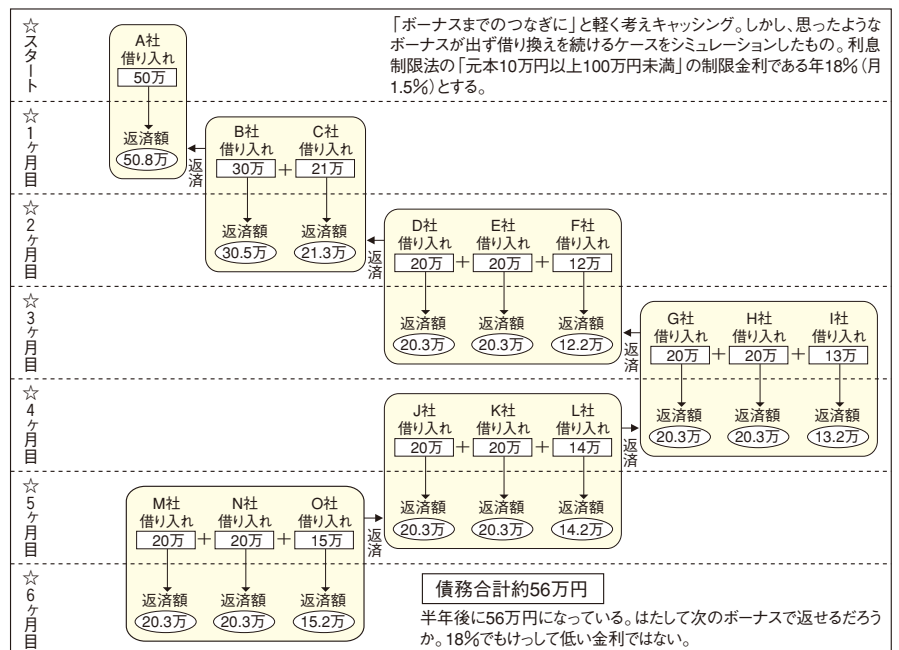 ☆スタート
A社
借り入れ
50万
「ボーナスまでのつなぎに」と軽く考えキャッシング。しかし、思ったような
ボーナスが出ず借り換えを続けるケースをシミュレーションしたもの。利息
制限法の「元本10万円以上100万円未満」の制限金利である年18%(月
1.5%)とする。
☆1ヶ月目
返済額
50.8万
返済
B社
借り入れ
30万
+
C社
借り入れ
21万
☆2ヶ月目
返済額
30.5万
返済額
21.3万
返済
D社
借り入れ
20万
+
E社
借り入れ
20万
+
F社
借り入れ
12万
☆3ヶ月目
返済額
20.3万
返済額
20.3万
返済額
12.2万
返済
G社
借り入れ
20万
+
H社
借り入れ
20万
+
I社
借り入れ
13万
☆4ヶ月目
J社
借り入れ
20万
+
K社
借り入れ
20万
+
L社
借り入れ
14万
返済
返済額
20.3万
返済額
20.3万
返済額
13.2万
☆5ヶ月目
M社
借り入れ
20万
+
N社
借り入れ
20万
+
O社
借り入れ
15万
返済
返済額
20.3万
返済額
20.3万
返済額
14.2万
☆6ヶ月目
返済額
20.3万
返済額
20.3万
返済額
15.2万
債務合計約56万円
半年後に56万円になっている。はたして次のボーナスで返せるだろう
か。18%でもけっして低い金利ではない。